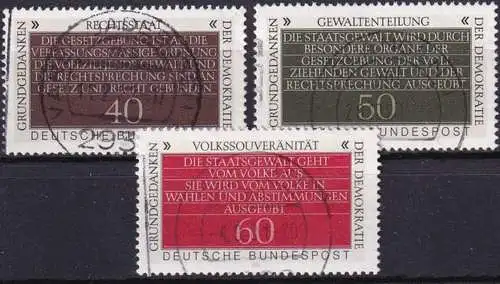 » RECHTSSTAAT «
GRUNDGEDANKEN
DIE GESETZGEBUNG IST AN DIE
VERFASSUNGSMÄSSIGE ORDNUNG
DIE VOLLZIEHENDE GEWALT UND
DIE RECHTSPRECHUNG SIND AN
GESETZ UND RECHT GEBUNDEN
40
DER DEMOKRATIE
DEUTSCHE BUNDESPOST
» GEWALTENTEILUNG «
GRUNDGEDANKEN
DIE STAATSGEWALT WIRD DURCH
BESONDERE ORGANE DER
GESETZGEBUNG, DER VOLL-
ZIEHENDEN GEWALT UND DER
RECHTSPRECHUNG AUSGEÜBT
50
DER DEMOKRATIE
BUNDESPOST
» VOLKSSOUVERÄNITÄT «
GRUNDGEDANKEN
DIE STAATSGEWALT GEHT
VOM VOLKE AUS
SIE WIRD VOM VOLKE IN
WAHLEN UND ABSTIMMUNGEN
AUSGEÜBT
60
DER DEMOKRATIE
DEUTSCHE BUNDESPOST